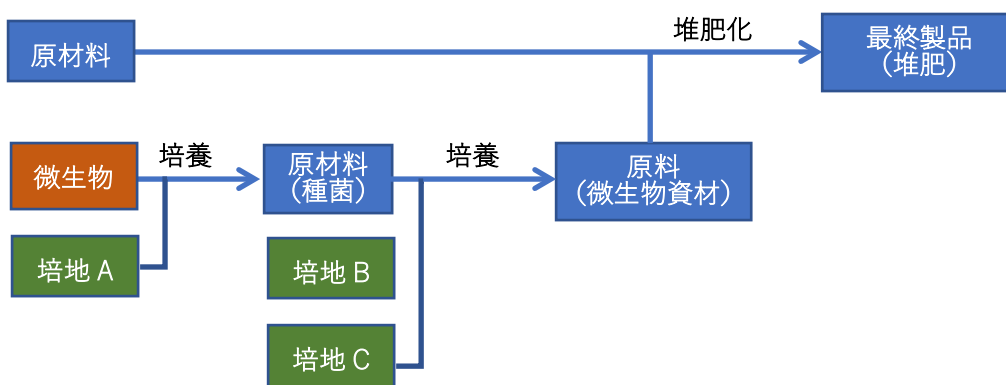 堆肥化
原材料
最終製品
（堆肥）
培養
培養
微生物
原材料
（種菌）
原料
（微生物資材）
培地 A
培地 B
培地 C